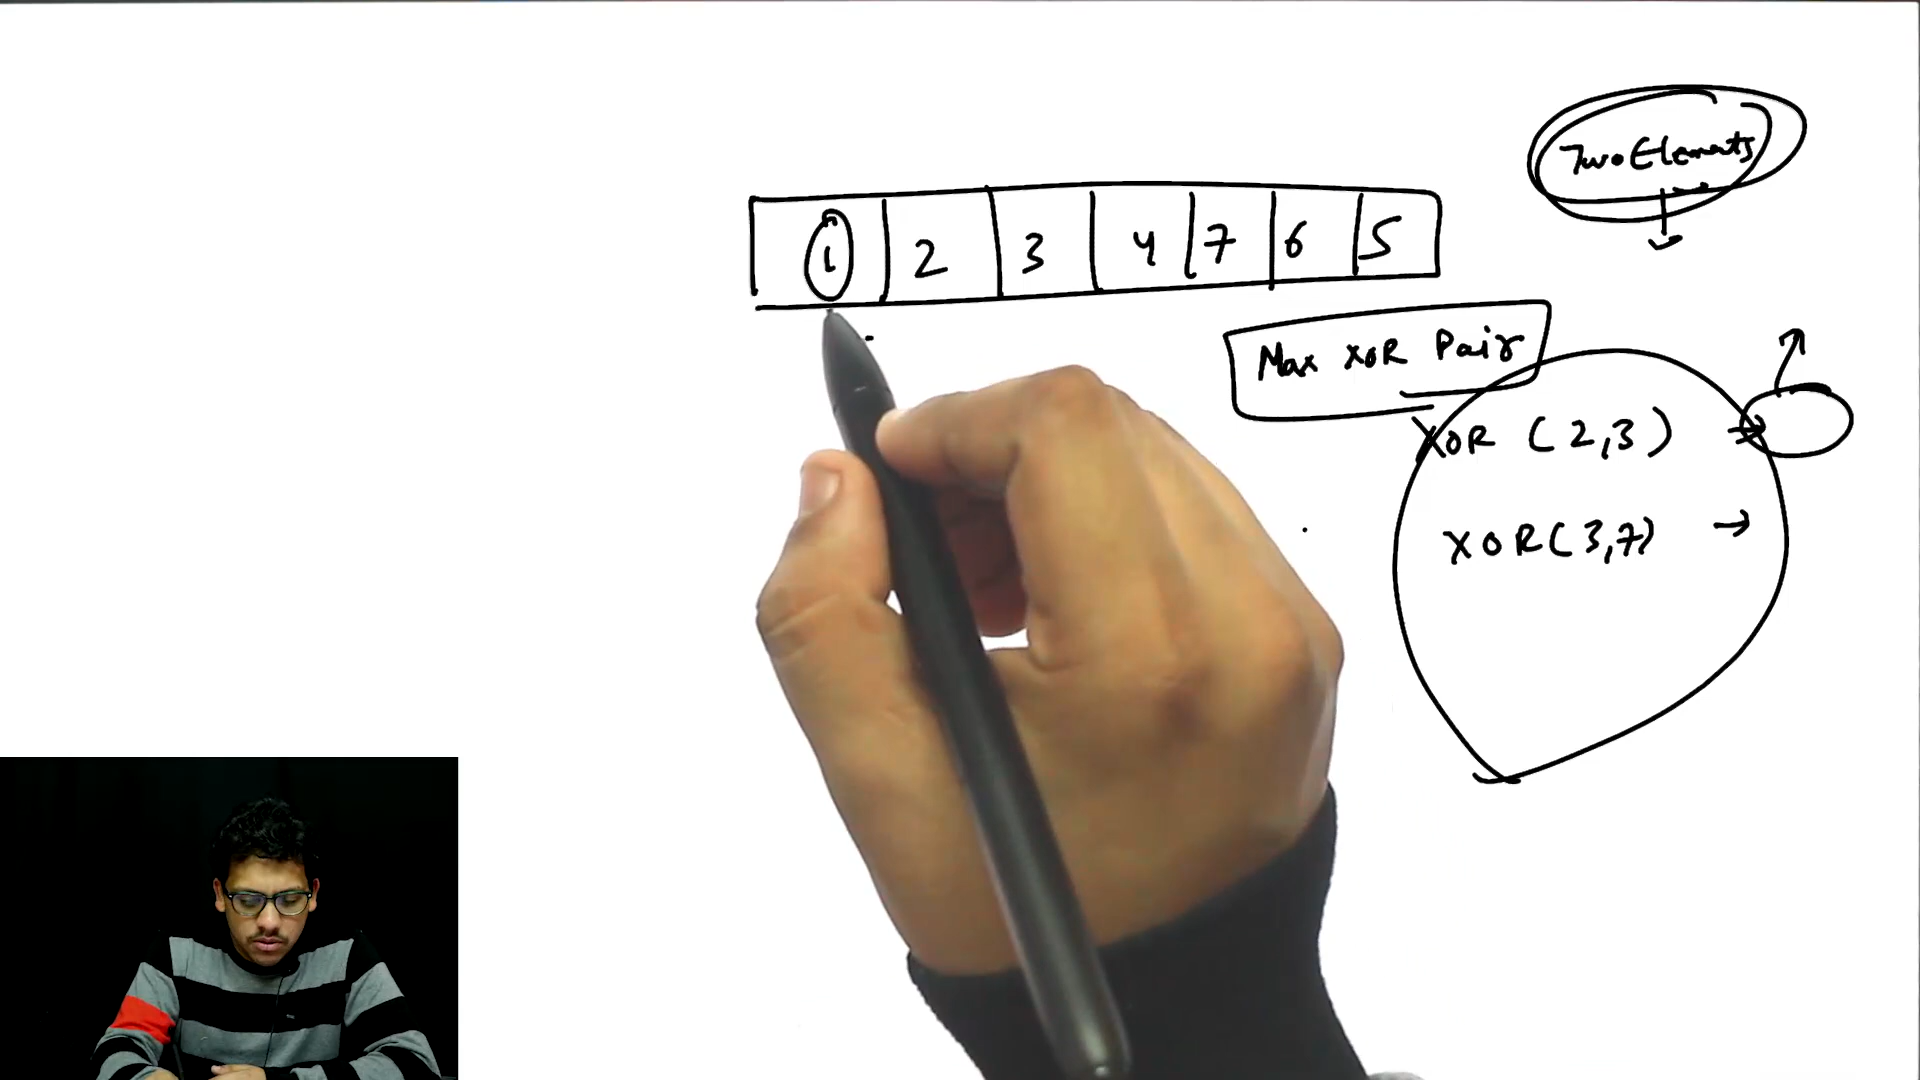 Two Elements
1 2 3 4 7 6 5
Max XOR Pair
XOR (2,3) →
XOR(3,7) →